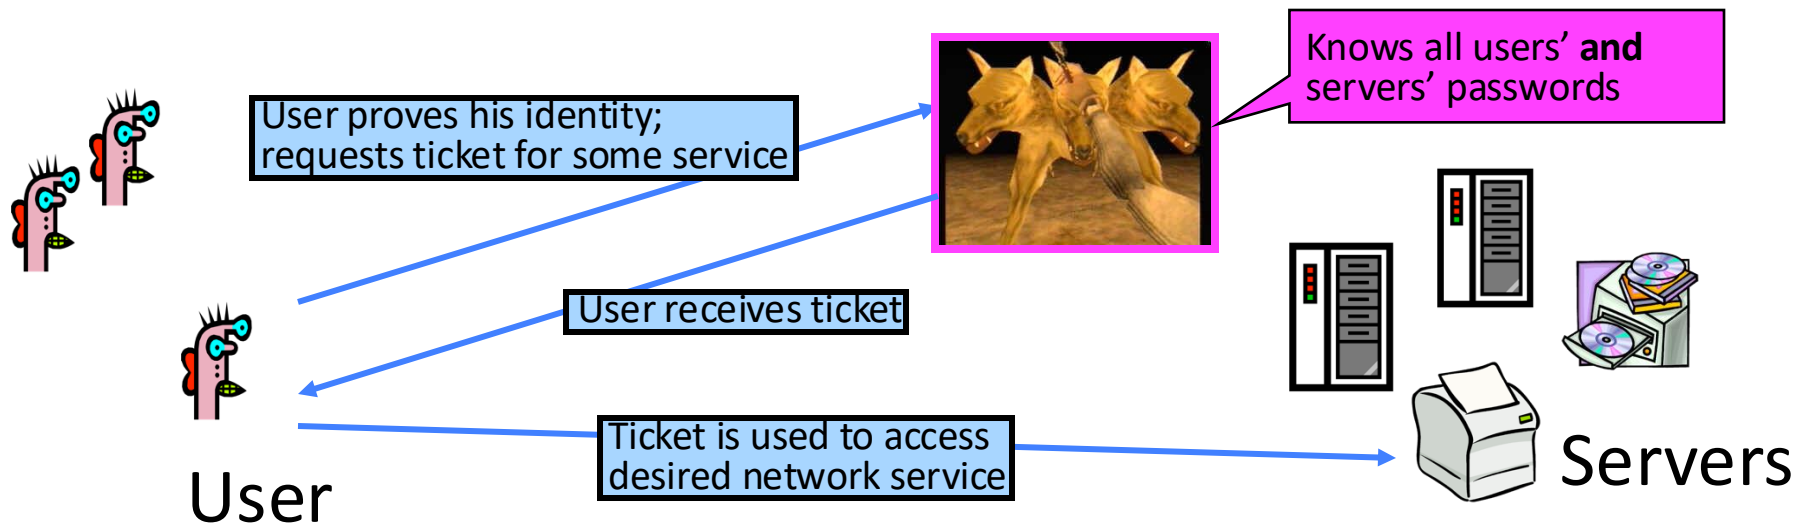 Knows all users’ and
servers’ passwords
User proves his identity;
requests ticket for some service
User receives ticket
Ticket is used to access
desired network service
User
Servers